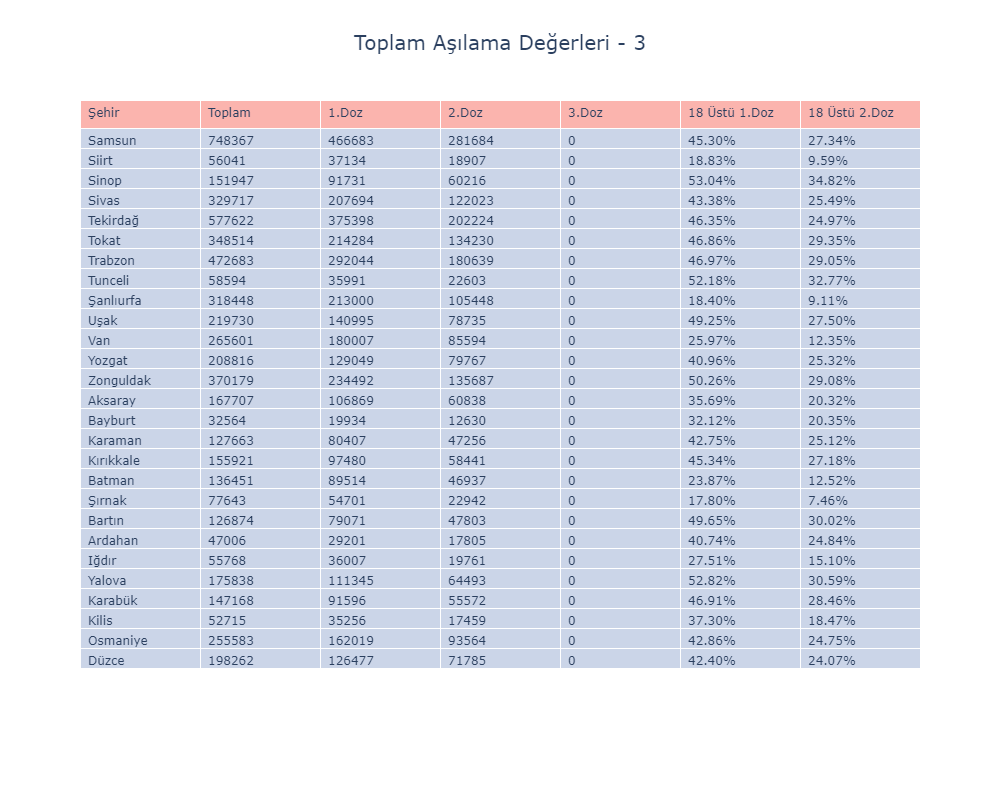 Toplam Aşılama Değerleri - 3
Şehir Toplam 1.Doz 2.Doz 3.Doz 18 Üstü 1.Doz 18 Üstü 2.Doz
Samsun 748367 466683 281684 0 45.30% 27.34%
Siirt 56041 37134 18907 0 18.83% 9.59%
Sinop 151947 91731 60216 0 53.04% 34.82%
Sivas 329717 207694 122023 0 43.38% 25.49%
Tekirdağ 577622 375398 202224 0 46.35% 24.97%
Tokat 348514 214284 134230 0 46.86% 29.35%
Trabzon 472683 292044 180639 0 46.97% 29.05%
Tunceli 58594 35991 22603 0 52.18% 32.77%
Şanlıurfa 318448 213000 105448 0 18.40% 9.11%
Uşak 219730 140995 78735 0 49.25% 27.50%
Van 265601 180007 85594 0 25.97% 12.35%
Yozgat 208816 129049 79767 0 40.96% 25.32%
Zonguldak 370179 234492 135687 0 50.26% 29.08%
Aksaray 167707 106869 60838 0 35.69% 20.32%
Bayburt 32564 19934 12630 0 32.12% 20.35%
Karaman 127663 80407 47256 0 42.75% 25.12%
Kırıkkale 155921 97480 58441 0 45.34% 27.18%
Batman 136451 89514 46937 0 23.87% 12.52%
Şırnak 77643 54701 22942 0 17.80% 7.46%
Bartın 126874 79071 47803 0 49.65% 30.02%
Ardahan 47006 29201 17805 0 40.74% 24.84%
Iğdır 55768 36007 19761 0 27.51% 15.10%
Yalova 175838 111345 64493 0 52.82% 30.59%
Karabük 147168 91596 55572 0 46.91% 28.46%
Kilis 52715 35256 17459 0 37.30% 18.47%
Osmaniye 255583 162019 93564 0 42.86% 24.75%
Düzce 198262 126477 71785 0 42.40% 24.07%